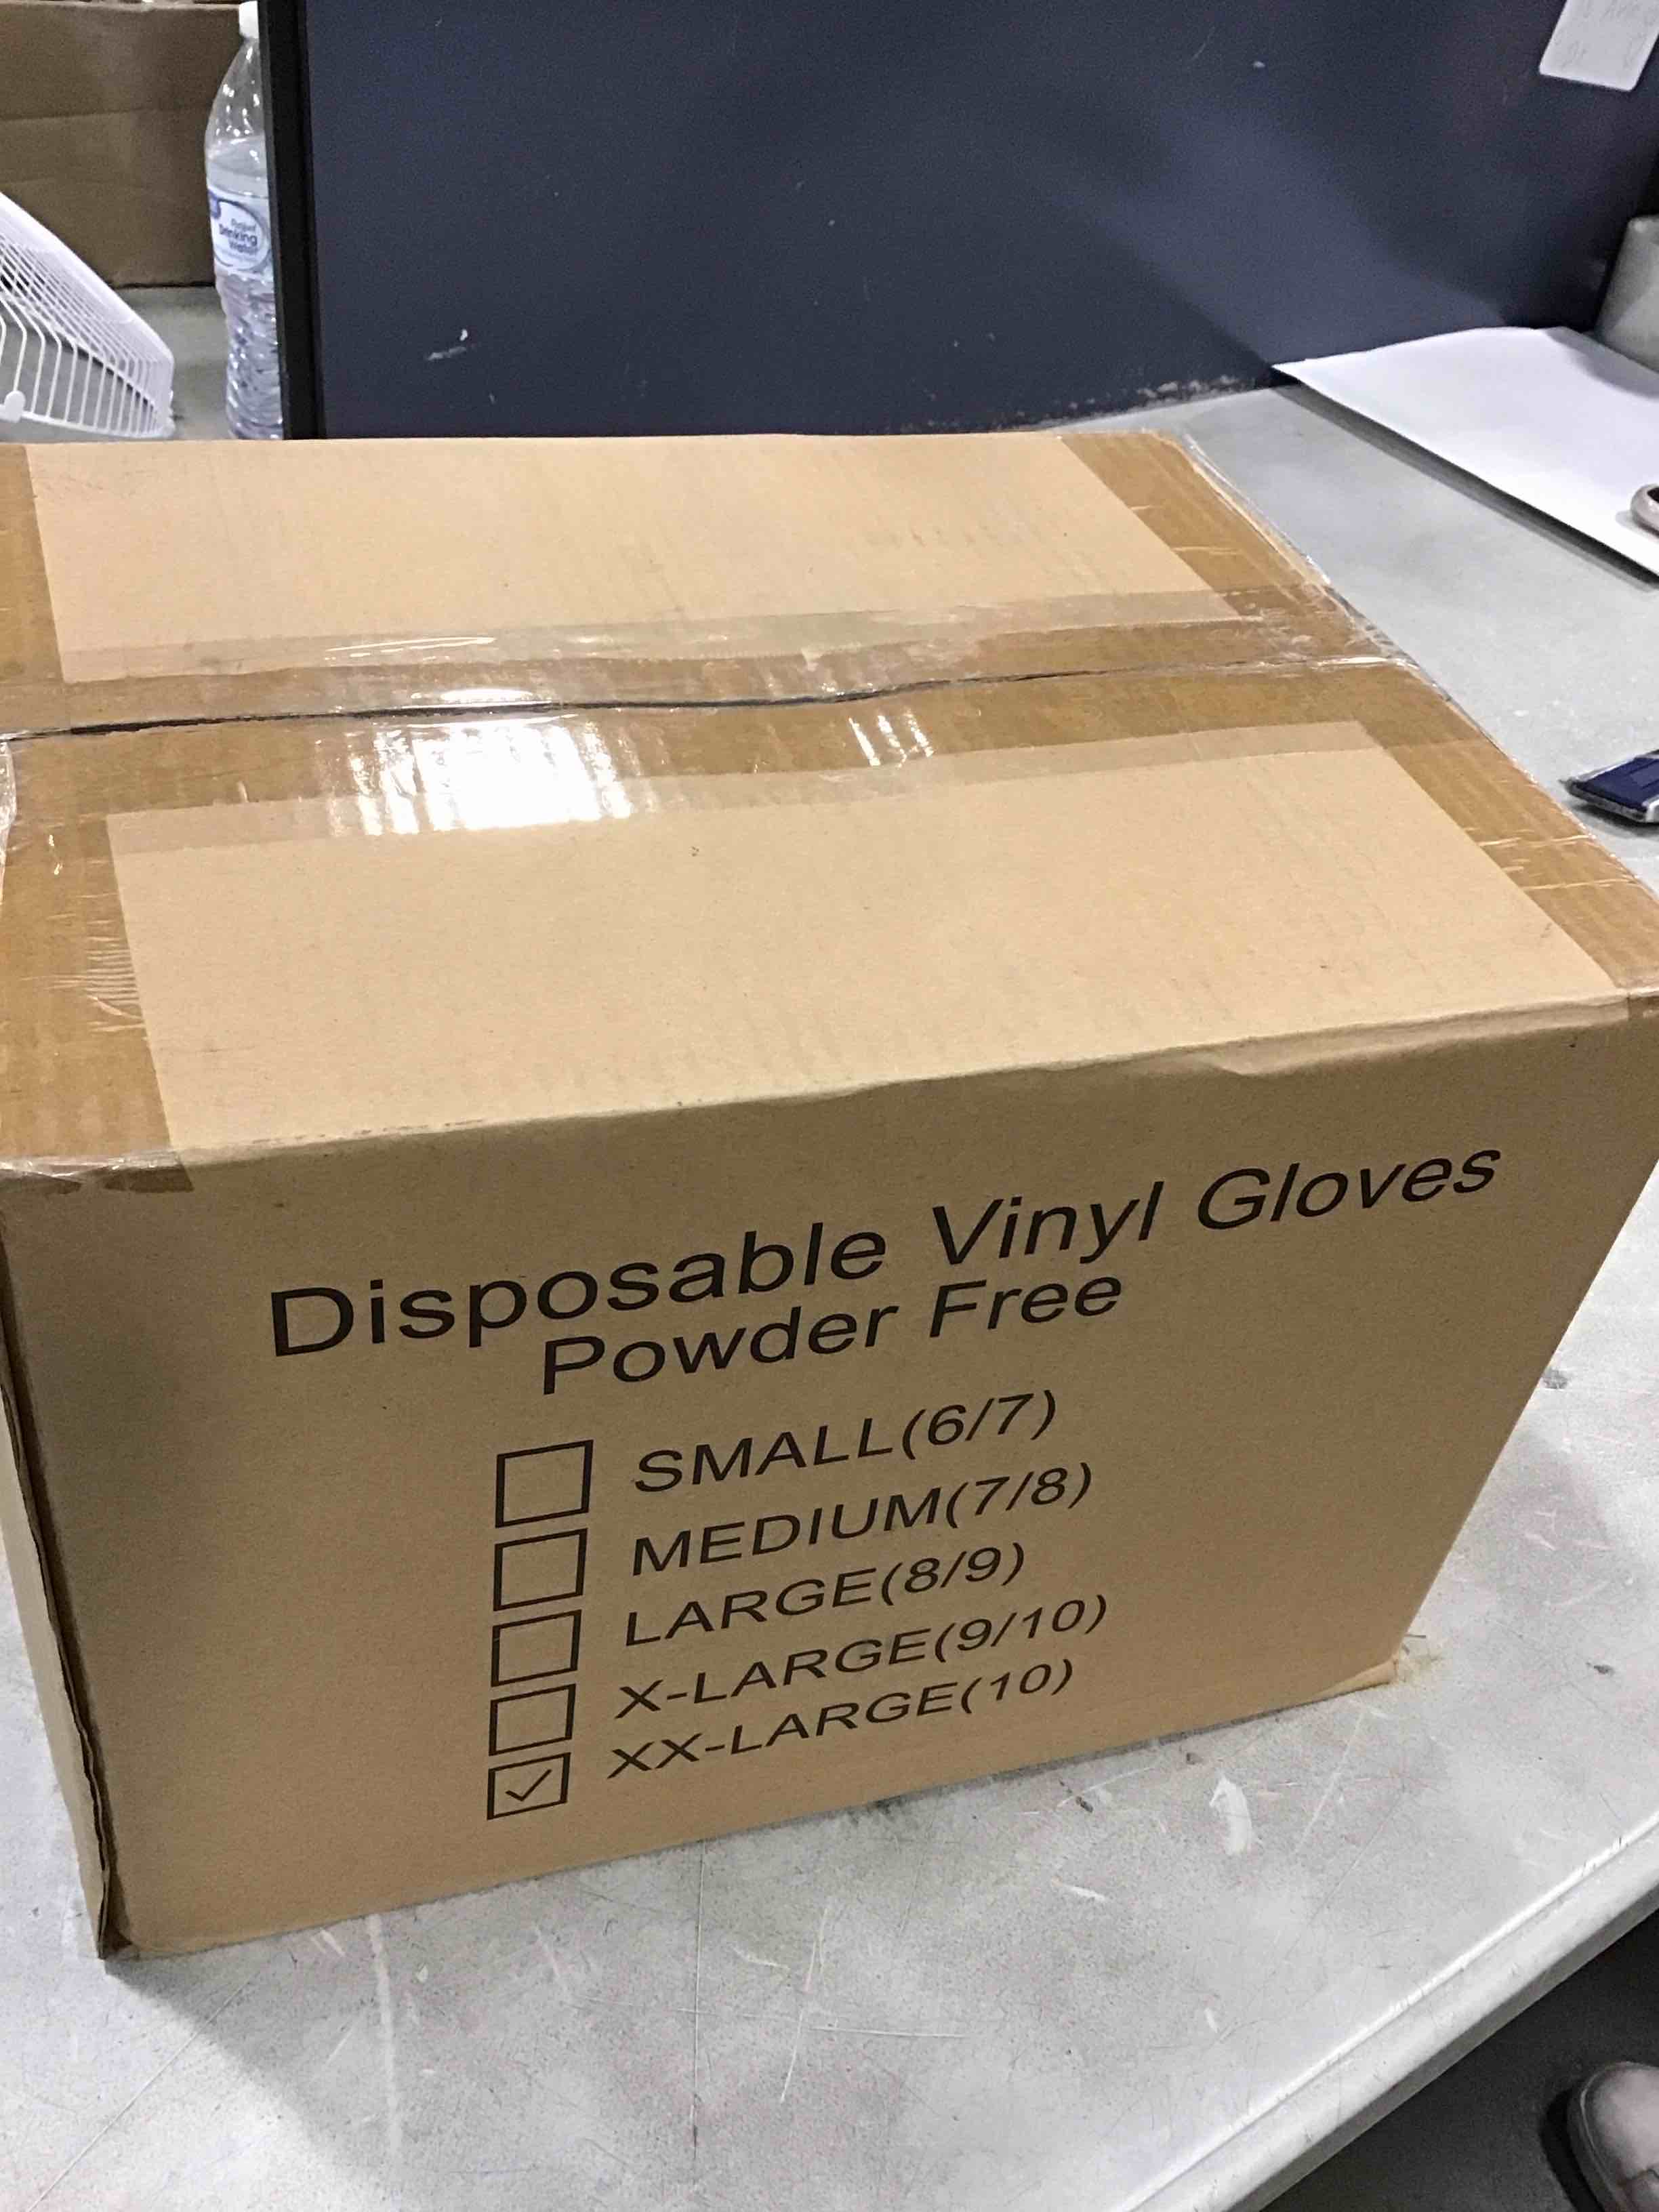 Drinking
Disposable Vinyl Gloves
Powder Free
SMALL(6/7)
MEDIUM(7/8)
LARGE(8/9)
X-LARGE(9/10)
XX-LARGE(10)